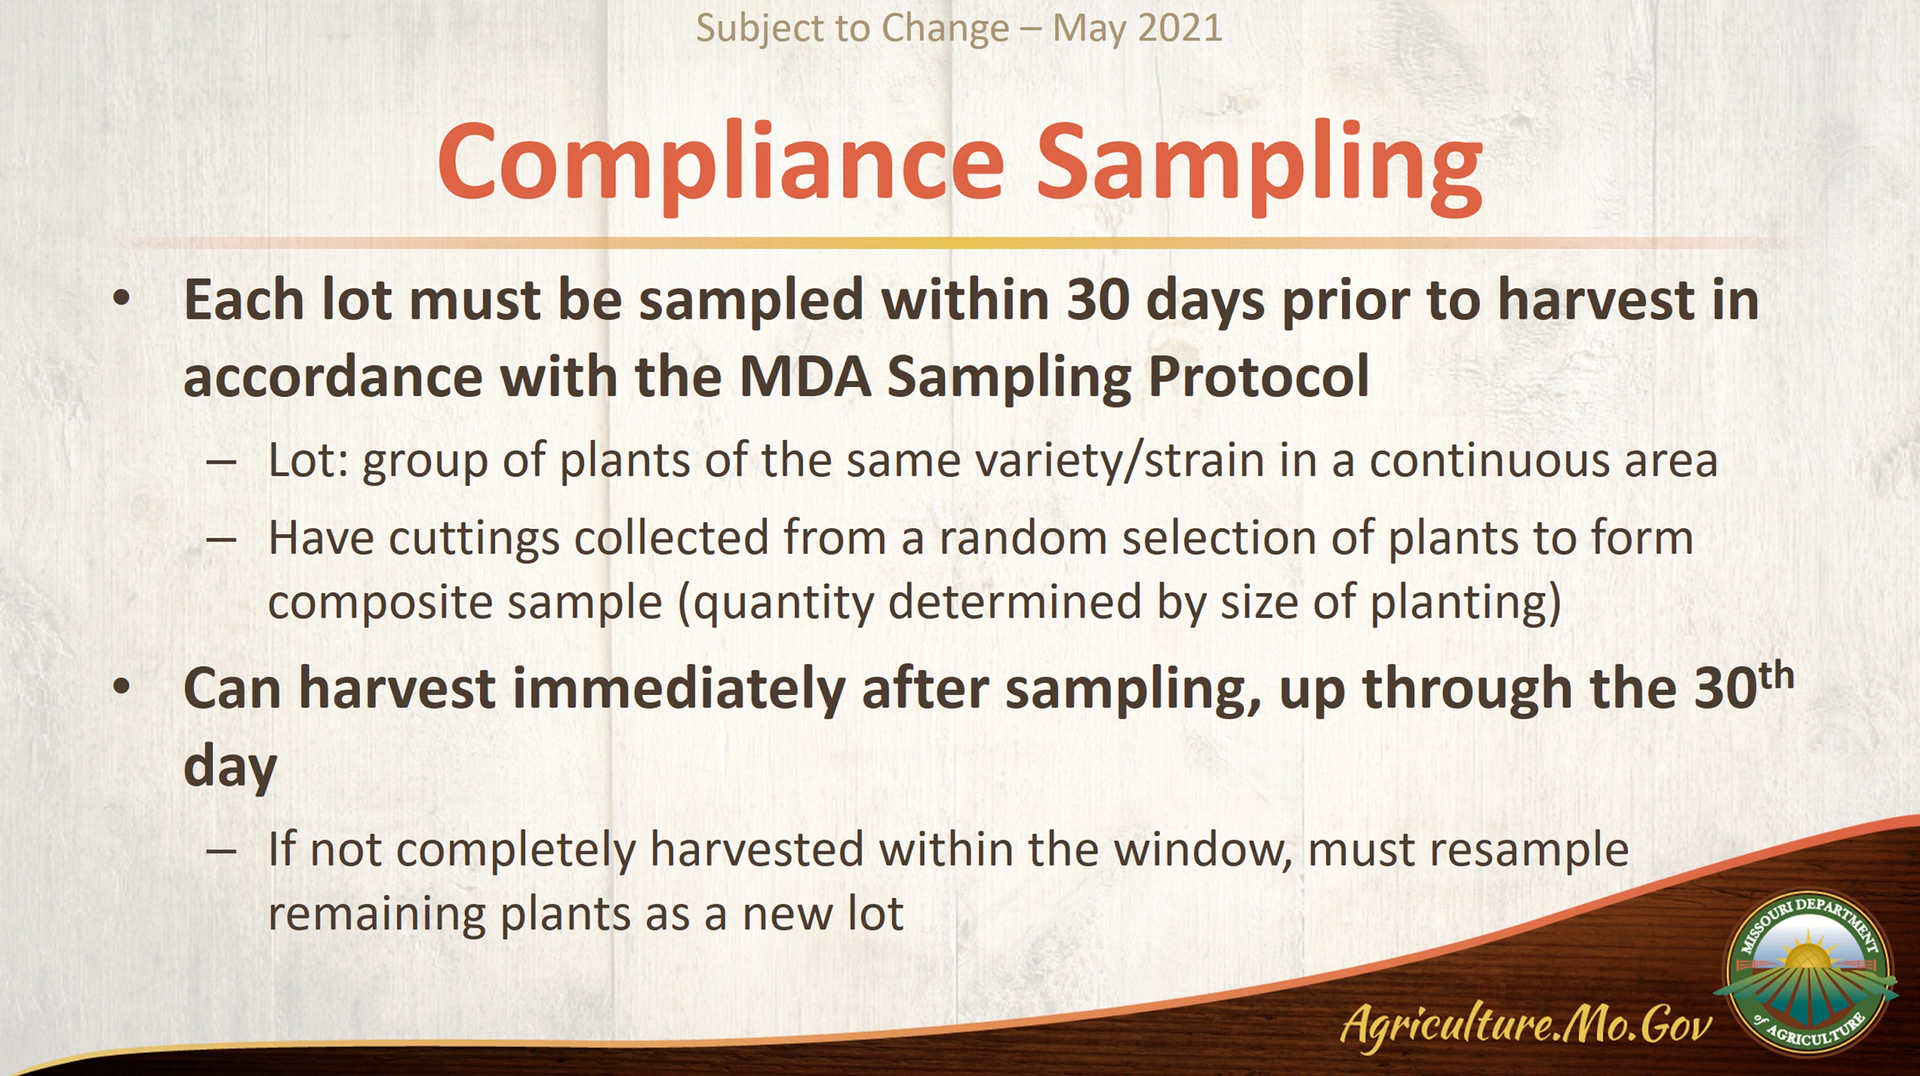 Subject to Change – May 2021
Compliance Sampling
• Each lot must be sampled within 30 days prior to harvest in
accordance with the MDA Sampling Protocol
– Lot: group of plants of the same variety/strain in a continuous area
– Have cuttings collected from a random selection of plants to form
composite sample (quantity determined by size of planting)
• Can harvest immediately after sampling, up through the 30th
day
– If not completely harvested within the window, must resample
remaining plants as a new lot
Agriculture.Mo.Gov
MISSOURI DEPARTMENT
of AGRICULTURE